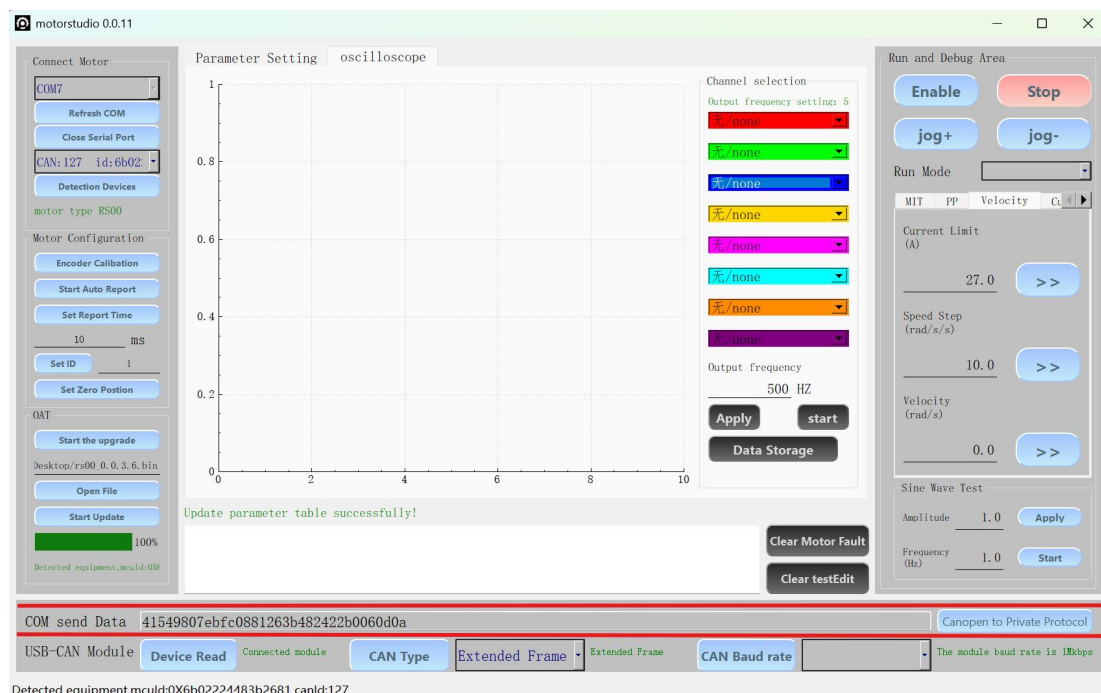 motorstudio 0.0.11
Connect Motor
COM7
Refresh COM
Close Serial Port
CAN:127 id:6b02
Detection Devices
motor type RS00
Motor Configuration
Encoder Calibation
Start Auto Report
Set Report Time
10 ms
Set ID 1
Set Zero Postion
OAT
Start the upgrade
Desktop/rs00_0.0.3.6.bin
Open File
Start Update
100%
Detected equipment,mcuId:0X6
Parameter Setting oscilloscope
1
0.8
0.6
0.4
0.2
0
0 2 4 6 8 10
Channel selection
Output frequency setting: 5
无/none
无/none
无/none
无/none
无/none
无/none
无/none
无/none
Output frequency
500 HZ
Apply start
Data Storage
Update parameter table successfully!
Clear Motor Fault
Clear testEdit
Run and Debug Area
Enable Stop
jog+ jog-
Run Mode
MIT PP Velocity Cu
Current Limit
(A)
27.0 >>
Speed Step
(rad/s/s)
10.0 >>
Velocity
(rad/s)
0.0 >>
Sine Wave Test
Amplitude 1.0 Apply
Frequency
(Hz) 1.0 Start
COM send Data 41549807ebfc0881263b482422b0060d0a Canopen to Private Protocol
USB-CAN Module Device Read Connected module CAN Type Extended Frame Extended Frame CAN Baud rate The module baud rate is 1Mkbps
Detected equipment,mcuId:0X6b02224483b2681 canId:127